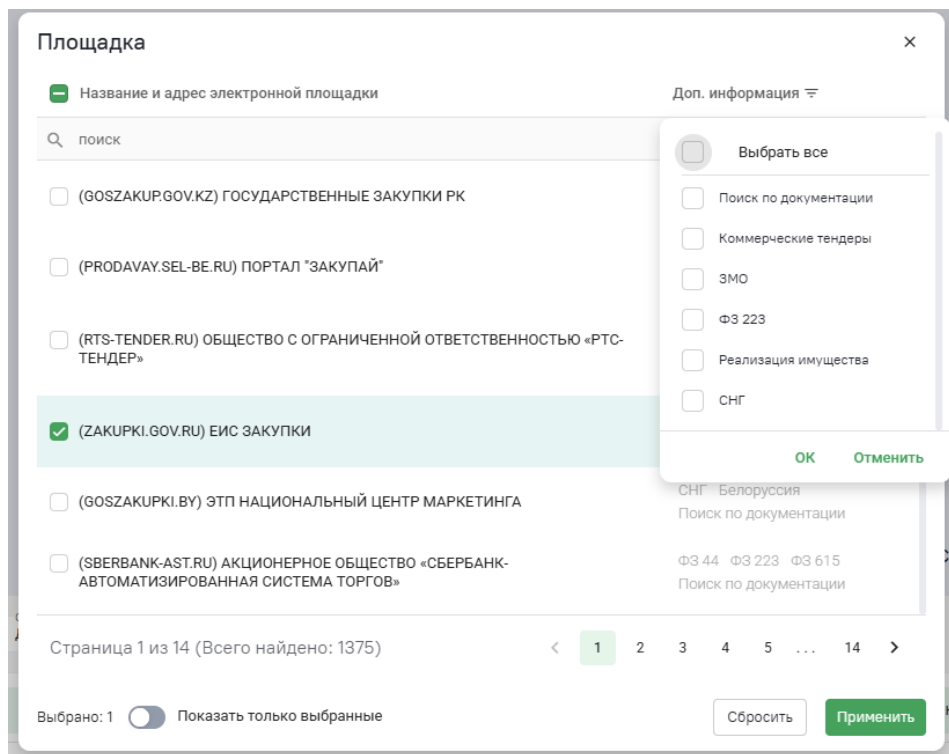 Площадка
Название и адрес электронной площадки
Доп. информация
поиск
Выбрать все
(GOSZAKUP.GOV.KZ) ГОСУДАРСТВЕННЫЕ ЗАКУПКИ РК
Поиск по документации
Коммерческие тендеры
(PRODAVAY.SEL-BE.RU) ПОРТАЛ "ЗАКУПАЙ"
ЗМО
ФЗ 223
(RTS-TENDER.RU) ОБЩЕСТВО С ОГРАНИЧЕННОЙ ОТВЕТСТВЕННОСТЬЮ «РТС-
ТЕНДЕР»
Реализация имущества
СНГ
(ZAKUPKI.GOV.RU) ЕИС ЗАКУПКИ
ОК
Отменить
(GOSZAKUPKI.BY) ЭТП НАЦИОНАЛЬНЫЙ ЦЕНТР МАРКЕТИНГА
СНГ Белоруссия
Поиск по документации
(SBERBANK-AST.RU) АКЦИОНЕРНОЕ ОБЩЕСТВО «СБЕРБАНК-
АВТОМАТИЗИРОВАННАЯ СИСТЕМА ТОРГОВ»
ФЗ 44 ФЗ 223 ФЗ 615
Поиск по документации
Страница 1 из 14 (Всего найдено: 1375)
1 2 3 4 5 ... 14
Выбрано: 1
Показать только выбранные
Сбросить
Применить